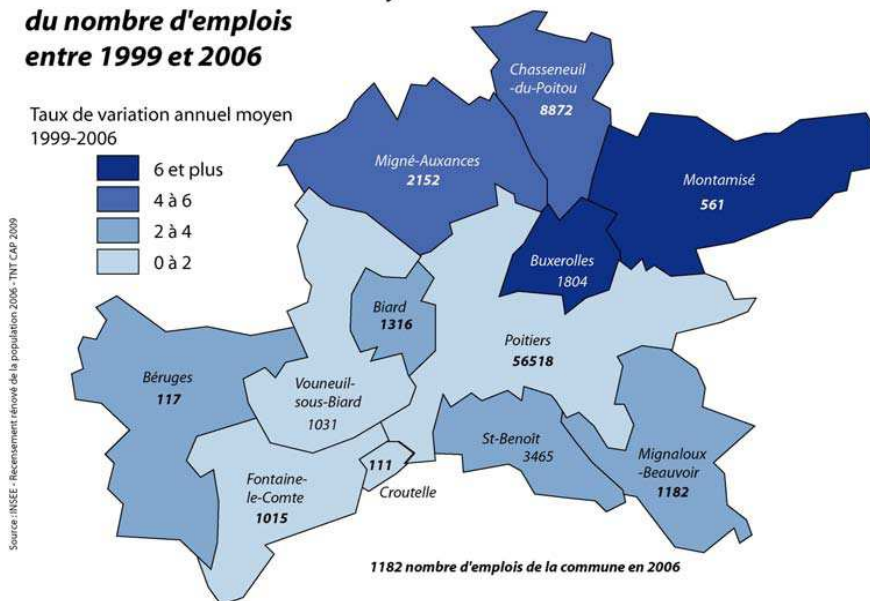 du nombre d'emplois
entre 1999 et 2006
Taux de variation annuel moyen
1999-2006
6 et plus
4 à 6
2 à 4
0 à 2
Chasseneuil
-du-Poitou
8872
Migné-Auxances
2152
Montamisé
561
Buxerolles
1804
Biard
1316
Poitiers
56518
Béruges
117
Vouneuil-
sous-Biard
1031
St-Benoît
3465
Mignaloux
-Beauvoir
1182
111
Croutelle
Fontaine-
le-Comte
1015
1182 nombre d'emplois de la commune en 2006
Source : INSEE - Recensement rénové de la population 2006 - TNT CAP 2009